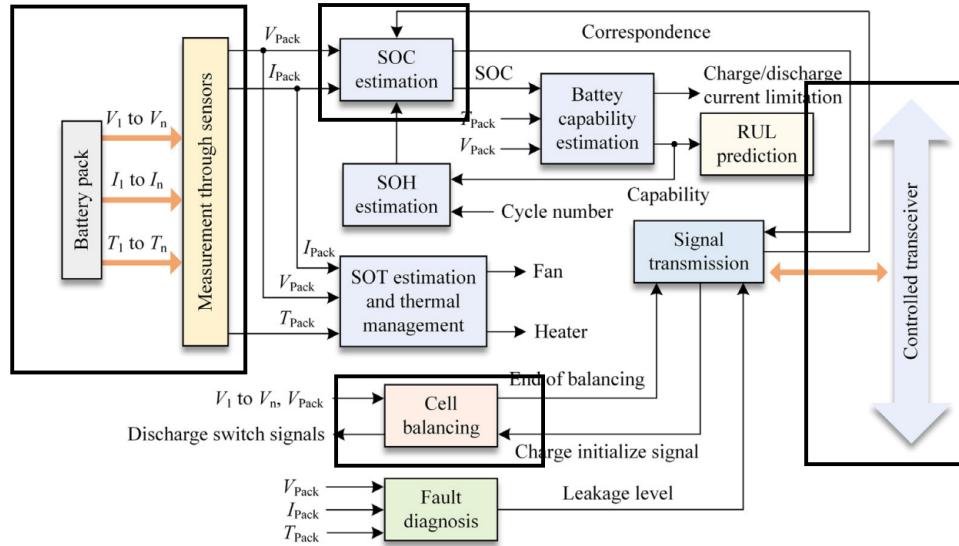 Battery pack
V1 to Vn
I1 to In
T1 to Tn
Measurement through sensors
VPack
IPack
SOC
estimation
Correspondence
SOC
TPack
VPack
Battey
capability
estimation
Charge/discharge
current limitation
RUL
prediction
Capability
SOH
estimation
Cycle number
IPack
VPack
TPack
SOT estimation
and thermal
management
Fan
Heater
Signal
transmission
Controlled transceiver
V1 to Vn, VPack
Discharge switch signals
Cell
balancing
End of balancing
Charge initialize signal
VPack
IPack
TPack
Fault
diagnosis
Leakage level